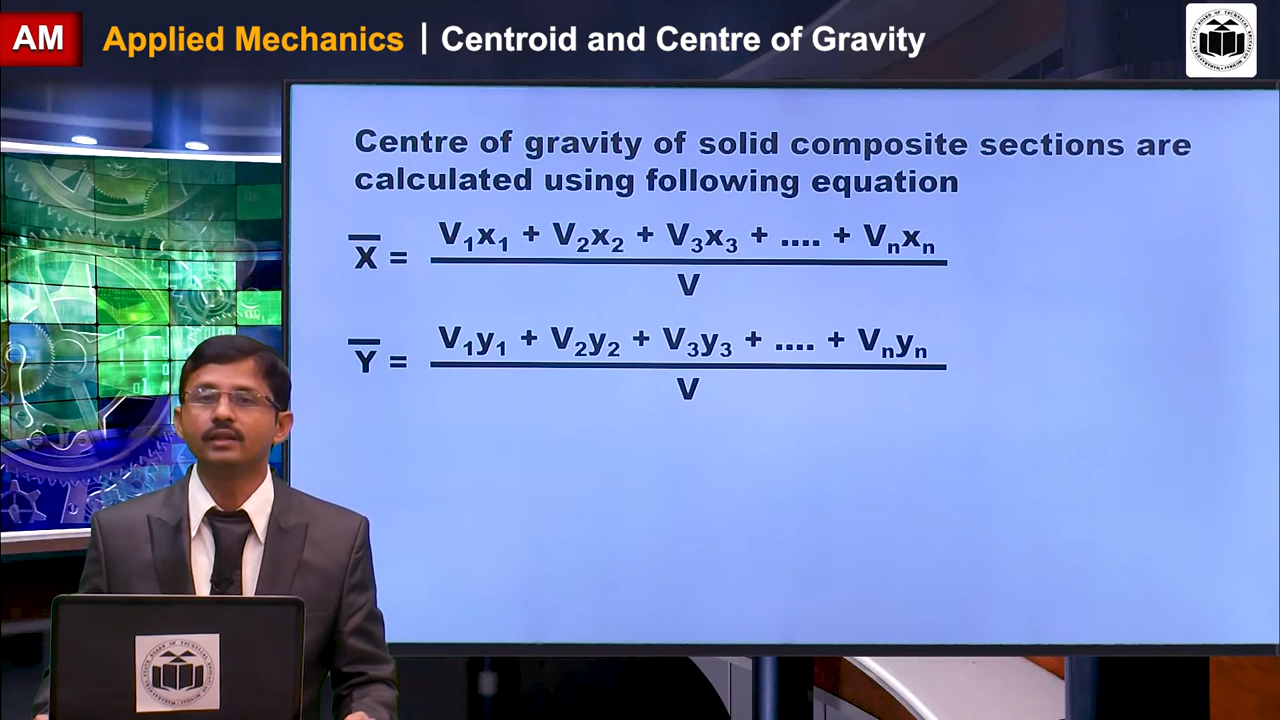 AM
Applied Mechanics | Centroid and Centre of Gravity
Centre of gravity of solid composite sections are
calculated using following equation
X̅ = (V₁x₁ + V₂x₂ + V₃x₃ + .... + Vₙxₙ) / V
Y̅ = (V₁y₁ + V₂y₂ + V₃y₃ + .... + Vₙyₙ) / V